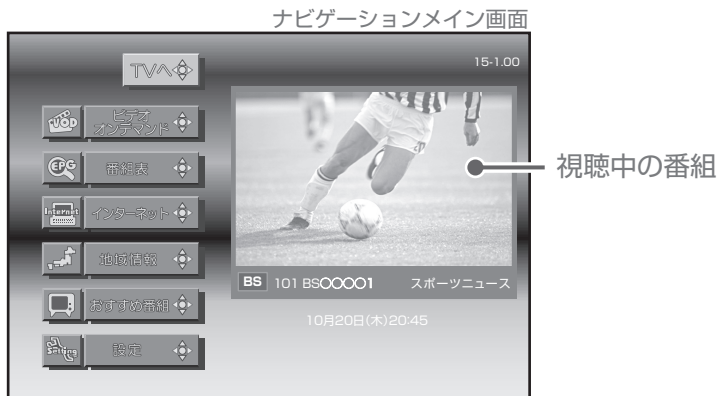 ナビゲーションメイン画面
15-1.00
TVへ
VOD
ビデオ
オンデマンド
EPG
番組表
Internet
インターネット
地域情報
おすすめ番組
Setting
設定
視聴中の番組
BS 101 BS〇〇〇〇1 スポーツニュース
10月20日(木)20:45